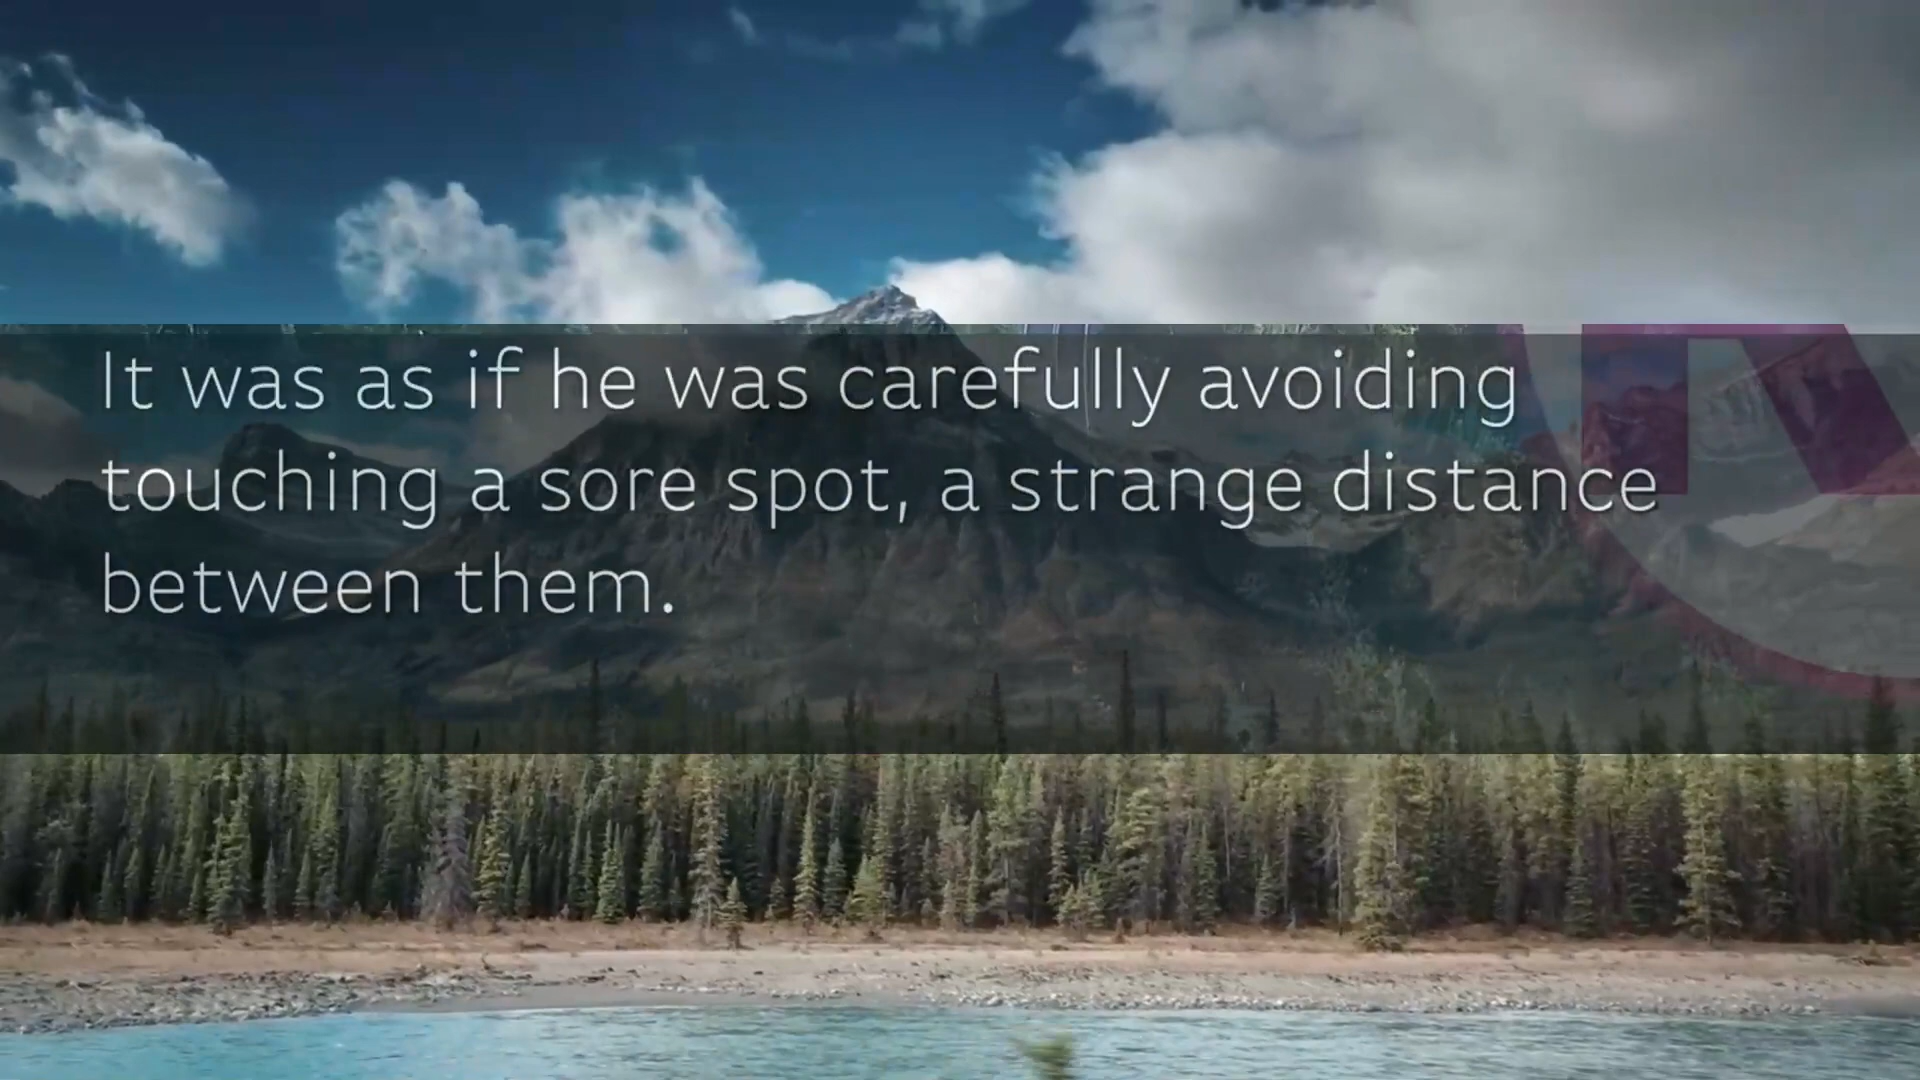 It was as if he was carefully avoiding
touching a sore spot, a strange distance
between them.